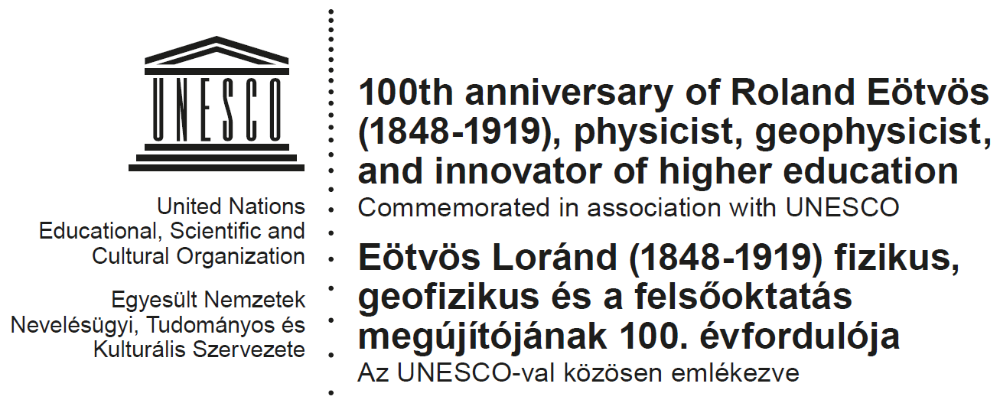 UNESCO
United Nations
Educational, Scientific and
Cultural Organization
Egyesült Nemzetek
Nevelésügyi, Tudományos és
Kulturális Szervezete
100th anniversary of Roland Eötvös
(1848-1919), physicist, geophysicist,
and innovator of higher education
Commemorated in association with UNESCO
Eötvös Loránd (1848-1919) fizikus,
geofizikus és a felsőoktatás
megújítójának 100. évfordulója
Az UNESCO-val közösen emlékezve